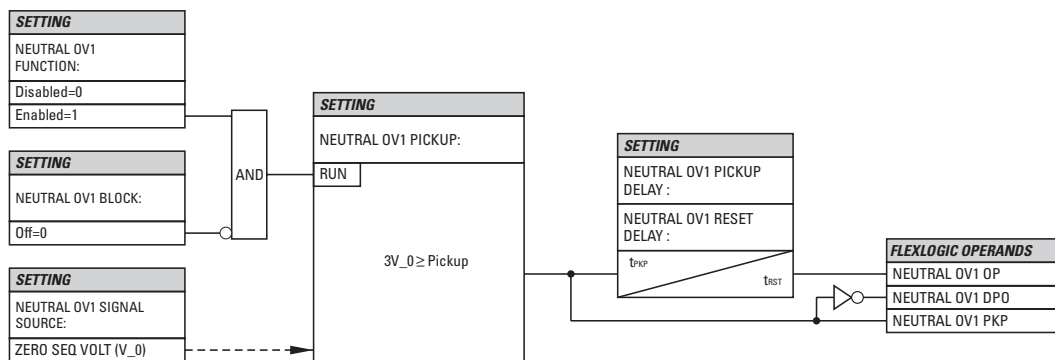 SETTING
NEUTRAL OV1
FUNCTION:
Disabled=0
Enabled=1
SETTING
NEUTRAL OV1 BLOCK:
Off=0
SETTING
NEUTRAL OV1 SIGNAL
SOURCE:
ZERO SEQ VOLT (V_0)
AND
SETTING
NEUTRAL OV1 PICKUP:
RUN
3V_0 ≥ Pickup
SETTING
NEUTRAL OV1 PICKUP
DELAY :
NEUTRAL OV1 RESET
DELAY :
tPKP
tRST
FLEXLOGIC OPERANDS
NEUTRAL OV1 OP
NEUTRAL OV1 DPO
NEUTRAL OV1 PKP